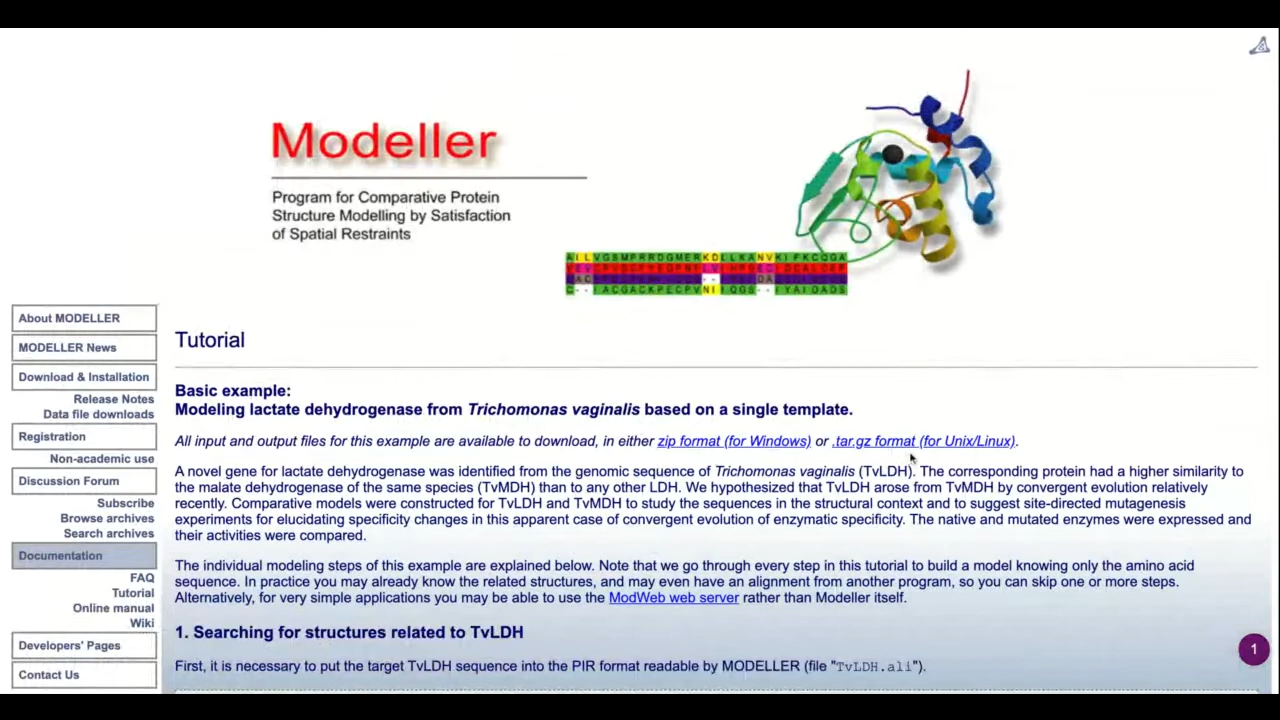 Modeller
Program for Comparative Protein
Structure Modelling by Satisfaction
of Spatial Restraints
About MODELLER
MODELLER News
Download & Installation
Release Notes
Data file downloads
Registration
Non-academic use
Discussion Forum
Subscribe
Browse archives
Search archives
Documentation
FAQ
Tutorial
Online manual
Wiki
Developers' Pages
Contact Us
Tutorial
Basic example:
Modeling lactate dehydrogenase from Trichomonas vaginalis based on a single template.
All input and output files for this example are available to download, in either zip format (for Windows) or .tar.gz format (for Unix/Linux).
A novel gene for lactate dehydrogenase was identified from the genomic sequence of Trichomonas vaginalis (TvLDH). The corresponding protein had a higher similarity to
the malate dehydrogenase of the same species (TvMDH) than to any other LDH. We hypothesized that TvLDH arose from TvMDH by convergent evolution relatively
recently. Comparative models were constructed for TvLDH and TvMDH to study the sequences in the structural context and to suggest site-directed mutagenesis
experiments for elucidating specificity changes in this apparent case of convergent evolution of enzymatic specificity. The native and mutated enzymes were expressed and
their activities were compared.
The individual modeling steps of this example are explained below. Note that we go through every step in this tutorial to build a model knowing only the amino acid
sequence. In practice you may already know the related structures, and may even have an alignment from another program, so you can skip one or more steps.
Alternatively, for very simple applications you may be able to use the ModWeb web server rather than Modeller itself.
1. Searching for structures related to TvLDH
First, it is necessary to put the target TvLDH sequence into the PIR format readable by MODELLER (file "TvLDH.ali").
1